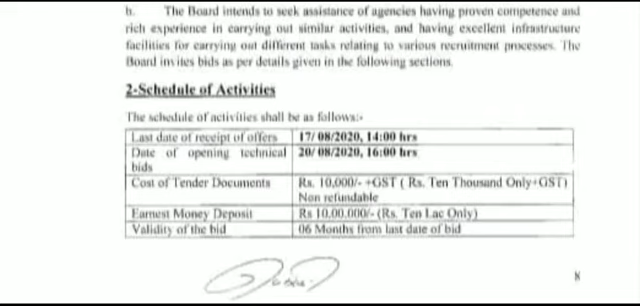 b. The Board intends to seek assistance of agencies having proven competence and
rich experience in carrying out similar activities, and having excellent infrastructure
facilities for carrying out different tasks relating to various recruitment processes. The
Board invites bids as per details given in the following sections.
2-Schedule of Activities
The schedule of activities shall be as follows:-
Last date of receipt of offers 17/08/2020, 14:00 hrs
Date of opening technical bids 20/08/2020, 16:00 hrs
Cost of Tender Documents Rs. 10,000/- +GST ( Rs. Ten Thousand Only+GST)
Non refundable
Earnest Money Deposit Rs 10,00,000/- (Rs. Ten Lac Only)
Validity of the bid 06 Months from last date of bid